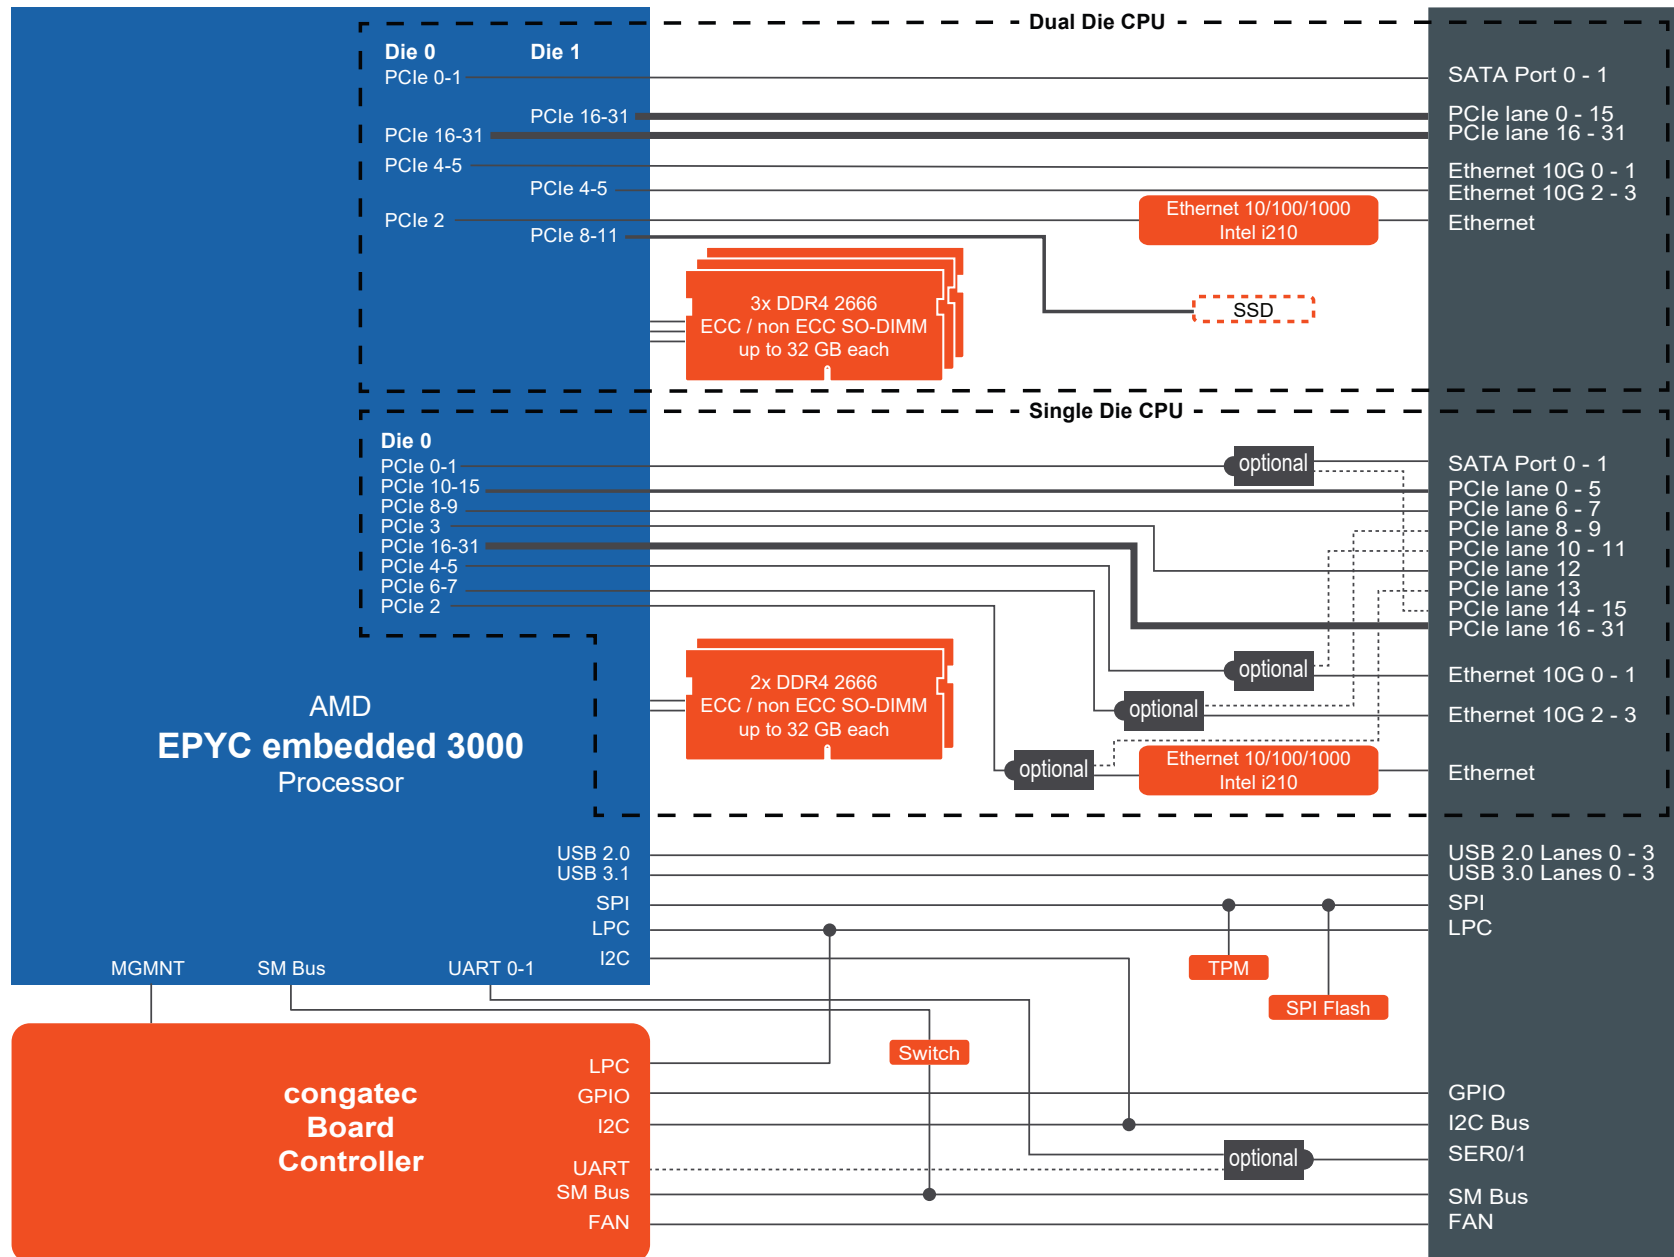 Dual Die CPU
Die 0
Die 1
PCIe 0-1
SATA Port 0 - 1
PCIe 16-31
PCIe lane 0 - 15
PCIe 16-31
PCIe lane 16 - 31
PCIe 4-5
Ethernet 10G 0 - 1
PCIe 4-5
Ethernet 10G 2 - 3
PCIe 2
Ethernet 10/100/1000
Intel i210
Ethernet
PCIe 8-11
3x DDR4 2666
ECC / non ECC SO-DIMM
up to 32 GB each
SSD
Single Die CPU
Die 0
PCIe 0-1
PCIe 10-15
PCIe 8-9
PCIe 3
PCIe 16-31
PCIe 4-5
PCIe 6-7
PCIe 2
optional
SATA Port 0 - 1
PCIe lane 0 - 5
PCIe lane 6 - 7
PCIe lane 8 - 9
PCIe lane 10 - 11
PCIe lane 12
PCIe lane 13
PCIe lane 14 - 15
PCIe lane 16 - 31
optional
Ethernet 10G 0 - 1
optional
Ethernet 10G 2 - 3
optional
Ethernet 10/100/1000
Intel i210
Ethernet
2x DDR4 2666
ECC / non ECC SO-DIMM
up to 32 GB each
AMD
EPYC embedded 3000
Processor
USB 2.0
USB 3.1
SPI
LPC
I2C
USB 2.0 Lanes 0 - 3
USB 3.0 Lanes 0 - 3
SPI
LPC
MGMNT
SM Bus
UART 0-1
TPM
SPI Flash
Switch
congatec
Board
Controller
LPC
GPIO
I2C
UART
SM Bus
FAN
optional
GPIO
I2C Bus
SER0/1
SM Bus
FAN